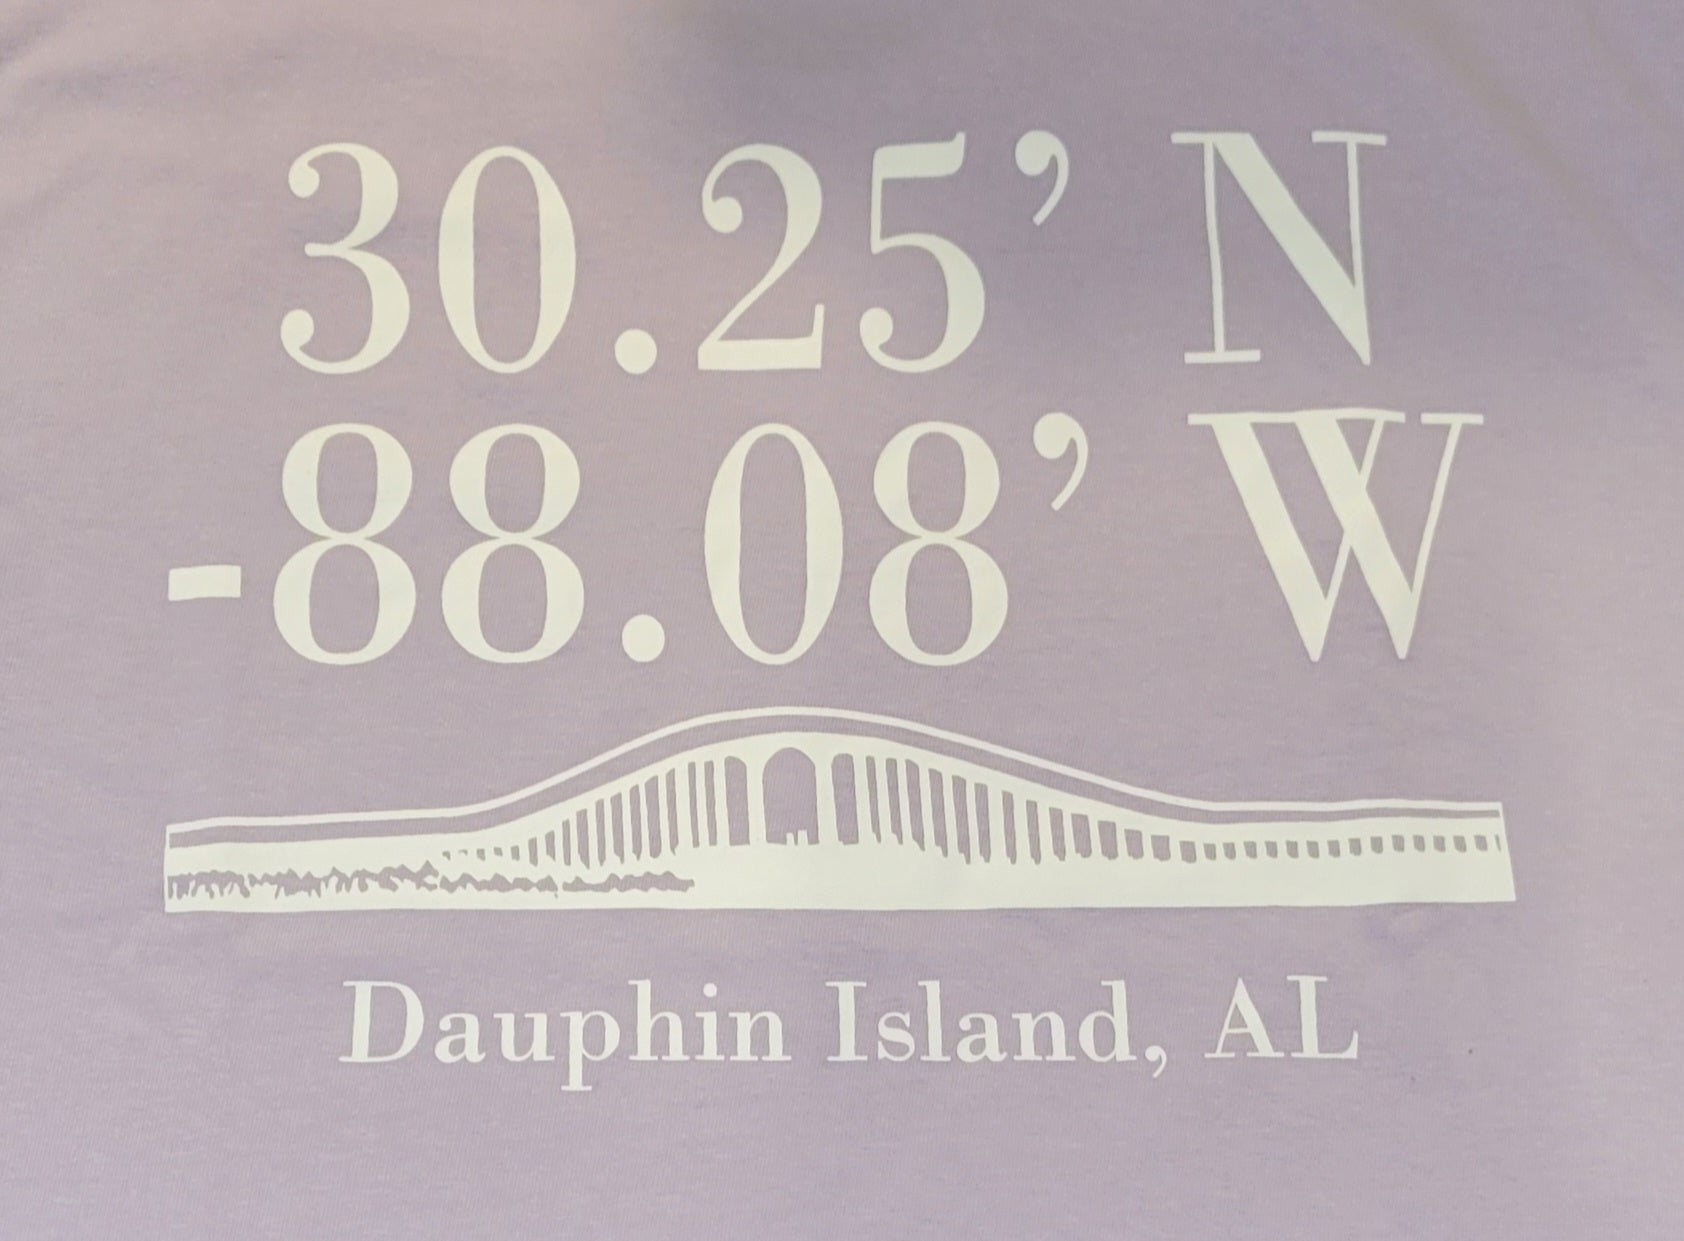 30.25’ N
-88.08’ W
Dauphin Island, AL